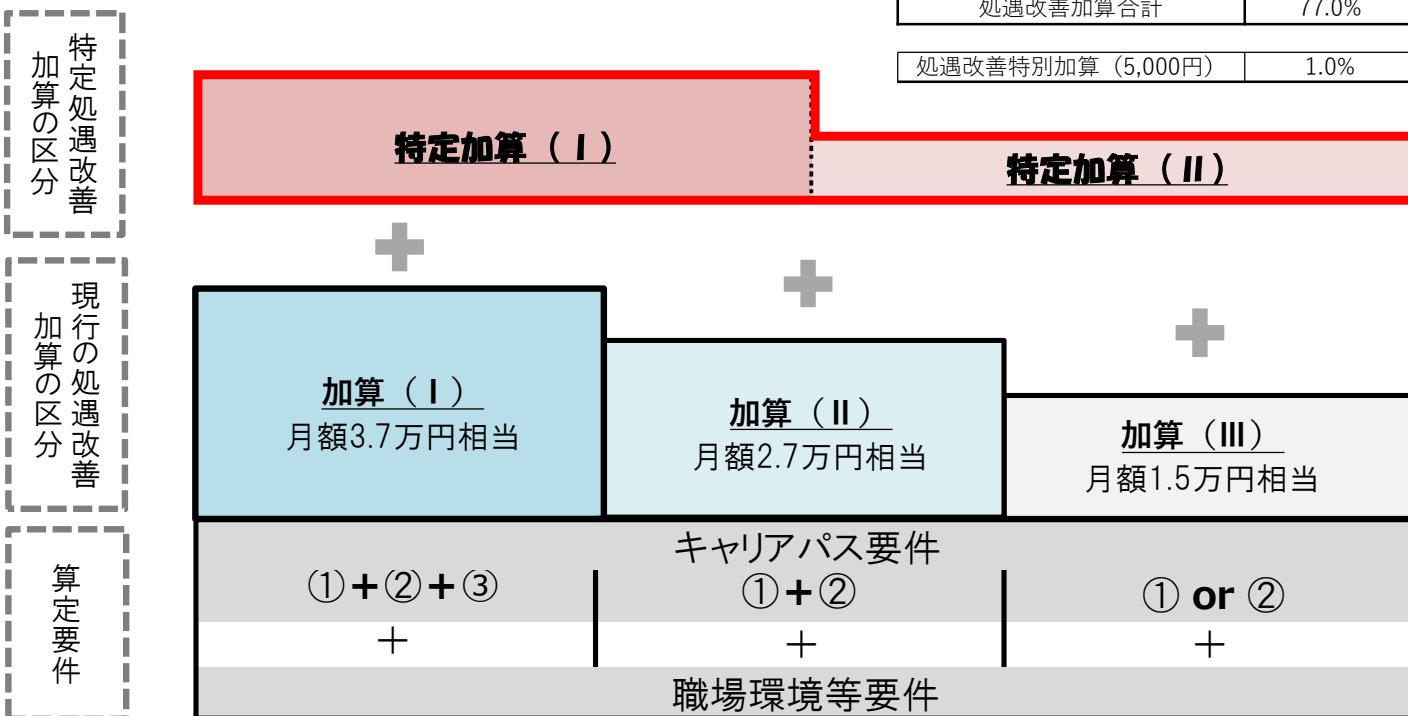 処遇改善加算合計 77.0%
処遇改善特別加算（5,000円） 1.0%
特定処遇改善
加算の区分
特定加算（Ⅰ）
特定加算（Ⅱ）
現行の処遇改善
加算の区分
加算（Ⅰ）
月額3.7万円相当
加算（Ⅱ）
月額2.7万円相当
加算（Ⅲ）
月額1.5万円相当
算定要件
キャリアパス要件
①+②+③ ①+② ① or ②
＋ ＋ ＋
職場環境等要件